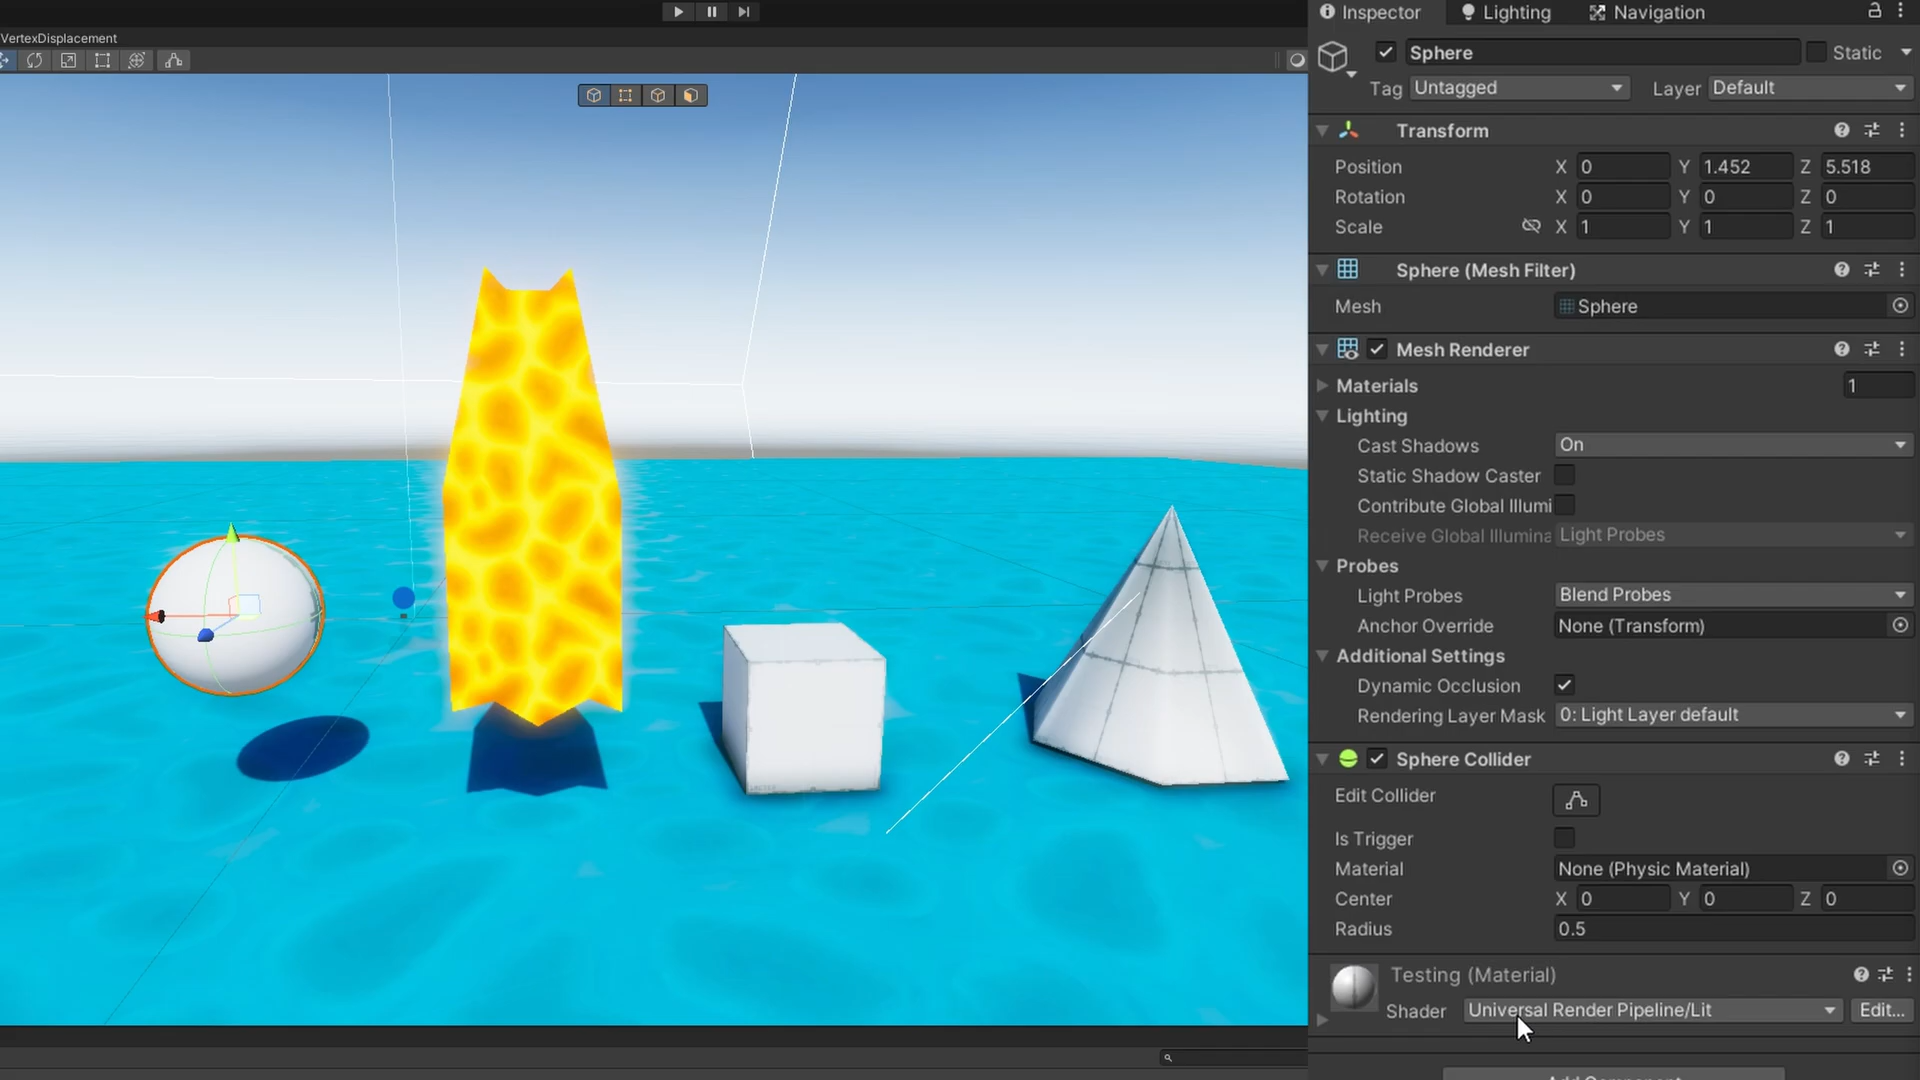 Inspector Lighting Navigation
VertexDisplacement
Sphere Static
Tag Untagged Layer Default
Transform
Position X 0 Y 1.452 Z 5.518
Rotation X 0 Y 0 Z 0
Scale X 1 Y 1 Z 1
Sphere (Mesh Filter)
Mesh Sphere
Mesh Renderer
Materials 1
Lighting
Cast Shadows On
Static Shadow Caster
Contribute Global Illumi
Receive Global Illumina Light Probes
Probes
Light Probes Blend Probes
Anchor Override None (Transform)
Additional Settings
Dynamic Occlusion
Rendering Layer Mask 0: Light Layer default
Sphere Collider
Edit Collider
Is Trigger
Material None (Physic Material)
Center X 0 Y 0 Z 0
Radius 0.5
Testing (Material)
Shader Universal Render Pipeline/Lit Edit...